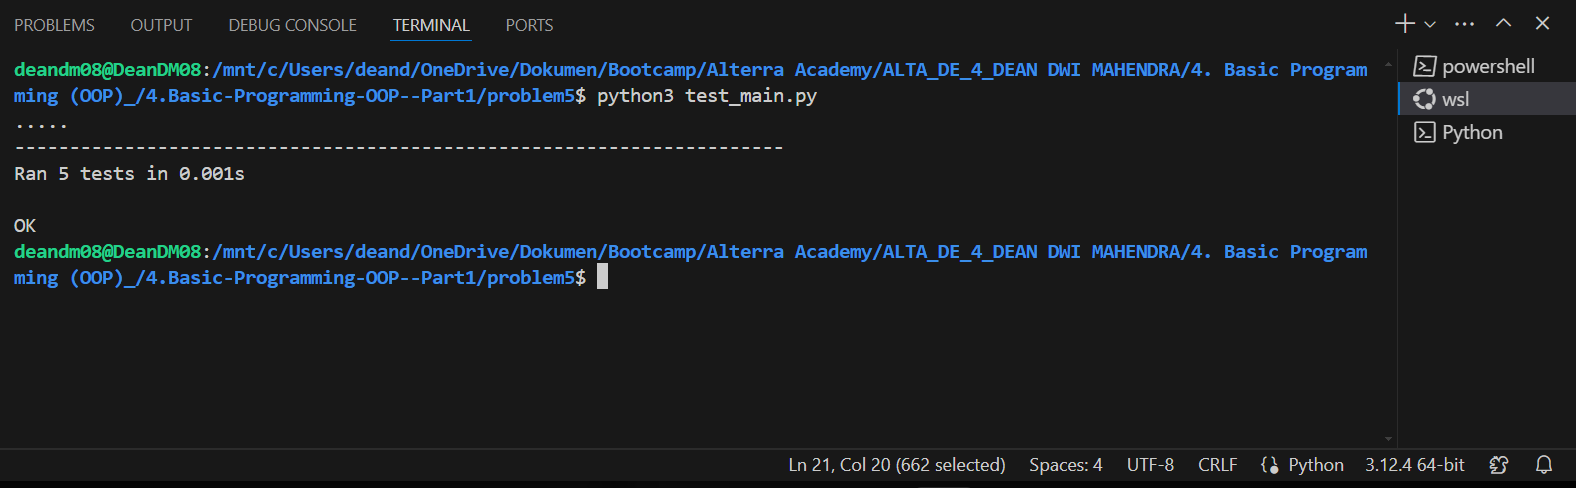 PROBLEMS OUTPUT DEBUG CONSOLE TERMINAL PORTS
deandm08@DeanDM08:/mnt/c/Users/deand/OneDrive/Dokumen/Bootcamp/Alterra Academy/ALTA_DE_4_DEAN DWI MAHENDRA/4. Basic Program
ming (OOP)_/4.Basic-Programming-OOP--Part1/problem5$ python3 test_main.py
.....
----------------------------------------------------------------------
Ran 5 tests in 0.001s
OK
deandm08@DeanDM08:/mnt/c/Users/deand/OneDrive/Dokumen/Bootcamp/Alterra Academy/ALTA_DE_4_DEAN DWI MAHENDRA/4. Basic Program
ming (OOP)_/4.Basic-Programming-OOP--Part1/problem5$
powershell
wsl
Python
Ln 21, Col 20 (662 selected) Spaces: 4 UTF-8 CRLF Python 3.12.4 64-bit